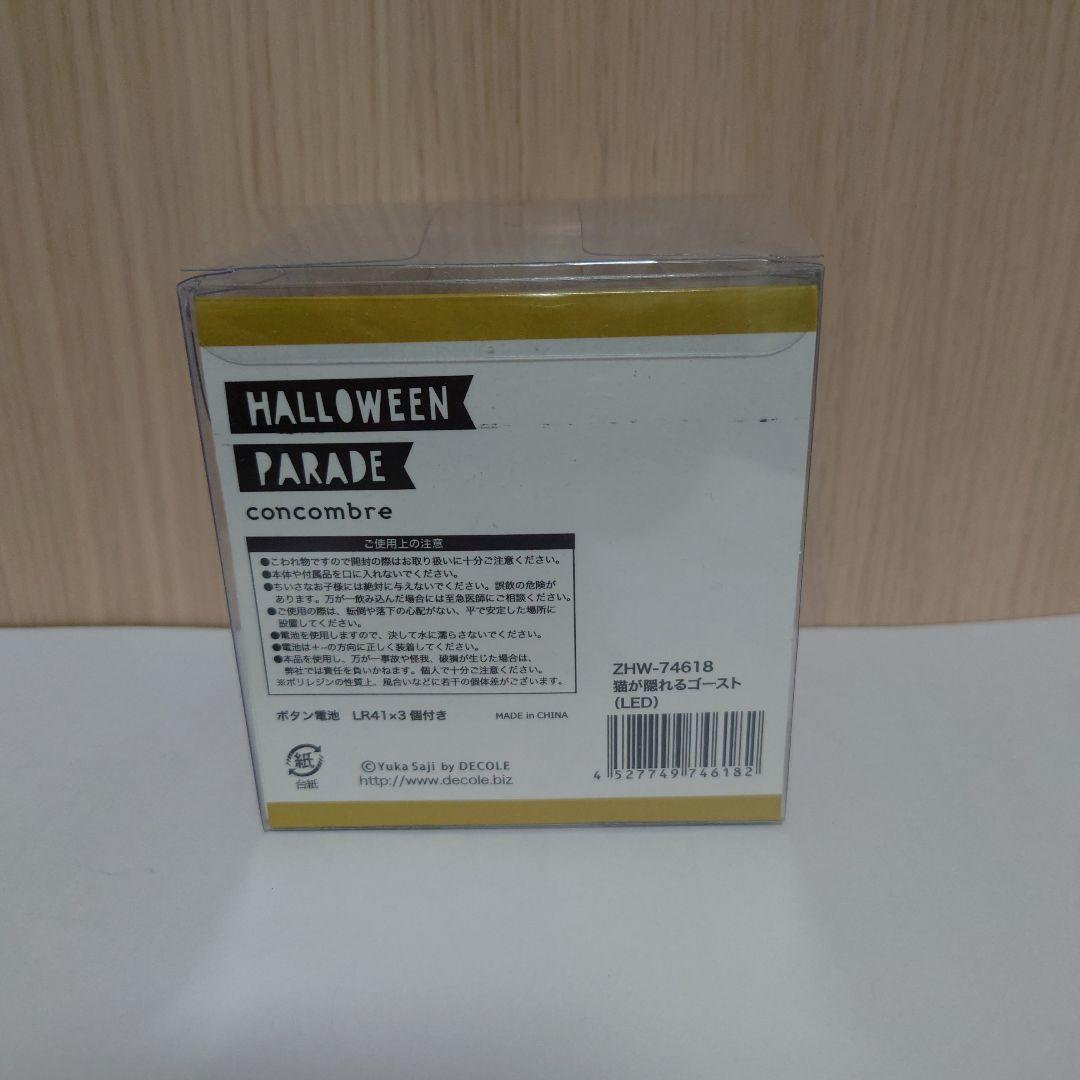 HALLOWEEN
PARADE
concombre
ご使用上の注意
●こわれ物ですので開封の際はお取り扱いに十分ご注意ください。
●本体や付属品を口に入れないでください。
●ちいさなお子様には絶対に与えないでください。誤飲の危険が
あります。万が一飲み込んだ場合には至急医師にご相談ください。
●ご使用の際は、転倒や落下の心配がない、平で安定した場所に
設置してください。
●電池を使用しますので、決して水に濡らさないでください。
●電池は+−の方向に正しく装着してください。
●本品を使用し、万が一事故や怪我、破損が生じた場合は、
弊社では責任を負いかねます。個人で十分ご注意ください。
※ポリレジンの性質上、風合いなどに若干の個体差がございます。
ボタン電池 LR41×3個付き
MADE in CHINA
紙
台紙
©Yuka Saji by DECOLE
http://www.decole.biz
ZHW-74618
猫が隠れるゴースト
(LED)
4 527749 746182